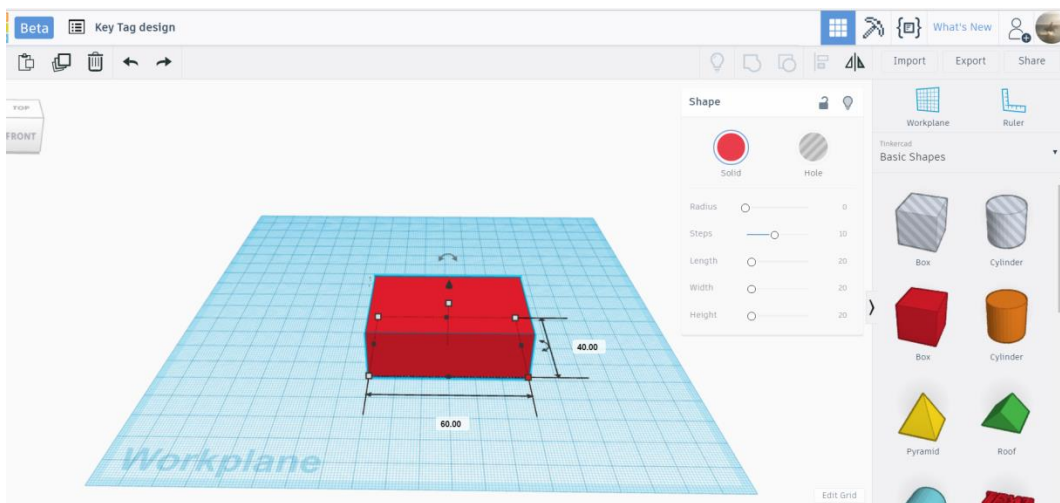 Beta Key Tag design What's New
Import Export Share
TOP
FRONT
Shape
Solid Hole
Radius 0
Steps 10
Length 20
Width 20
Height 20
Workplane Ruler
Tinkercad
Basic Shapes
Box Cylinder
Box Cylinder
Pyramid Roof
40.00
60.00
Workplane
Edit Grid